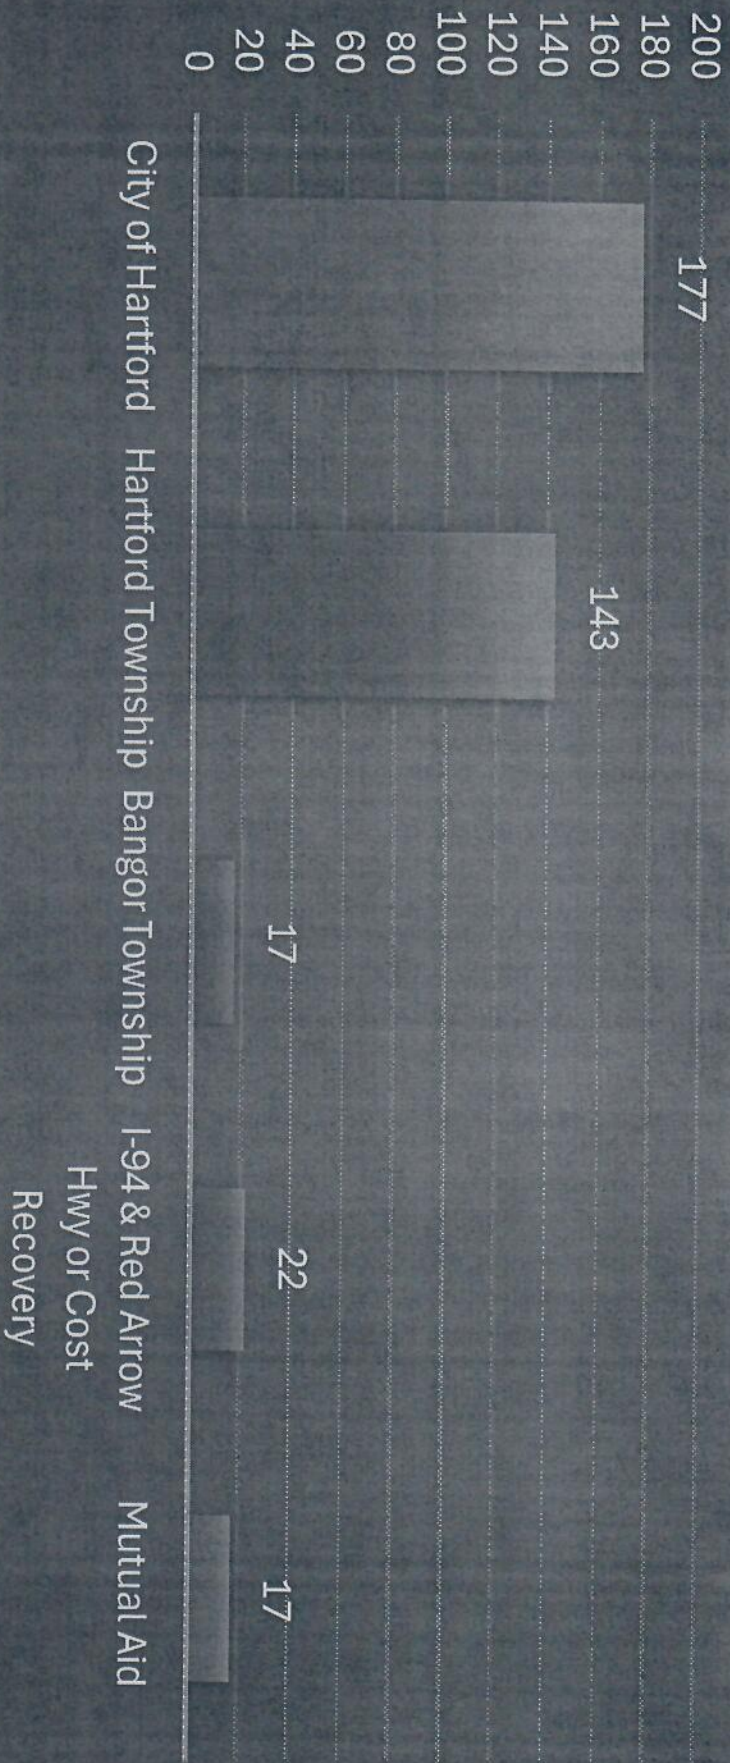 200
180
160
140
120
100
80
60
40
20
0
177
143
17
22
17
City of Hartford
Hartford Township
Bangor Township
I-94 & Red Arrow
Hwy or Cost
Recovery
Mutual Aid